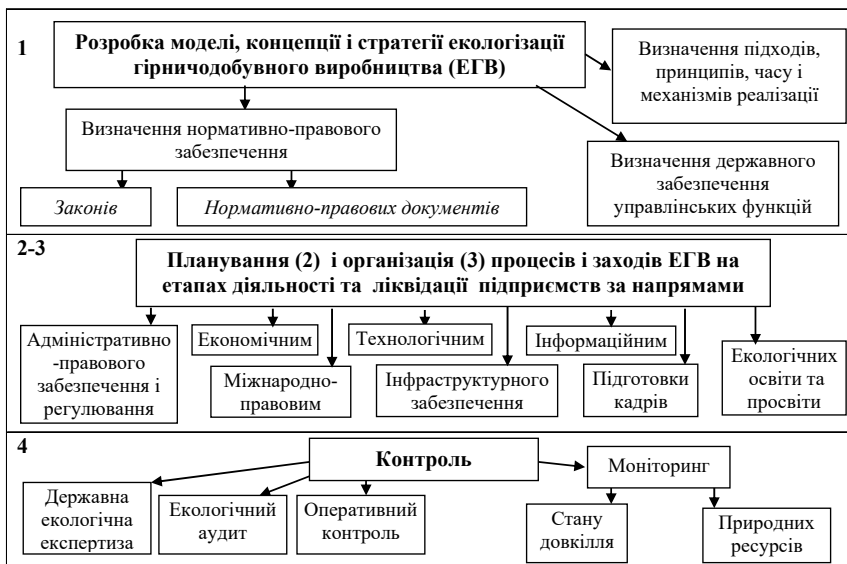 1
Розробка моделі, концепції і стратегії екологізації
гірничодобувного виробництва (ЕГВ)
Визначення підходів,
принципів, часу і
механізмів реалізації
Визначення нормативно-правового
забезпечення
Визначення державного
забезпечення
управлінських функцій
Законів
Нормативно-правових документів
2-3
Планування (2) і організація (3) процесів і заходів ЕГВ на
етапах діяльності та ліквідації підприємств за напрямами
Адміністративно
-правового
забезпечення і
регулювання
Економічним
Міжнародно-
правовим
Технологічним
Інфраструктурного
забезпечення
Інформаційним
Підготовки
кадрів
Екологічних
освіти та
просвіти
4
Контроль
Моніторинг
Державна
екологічна
експертиза
Екологічний
аудит
Оперативний
контроль
Стану
довкілля
Природних
ресурсів